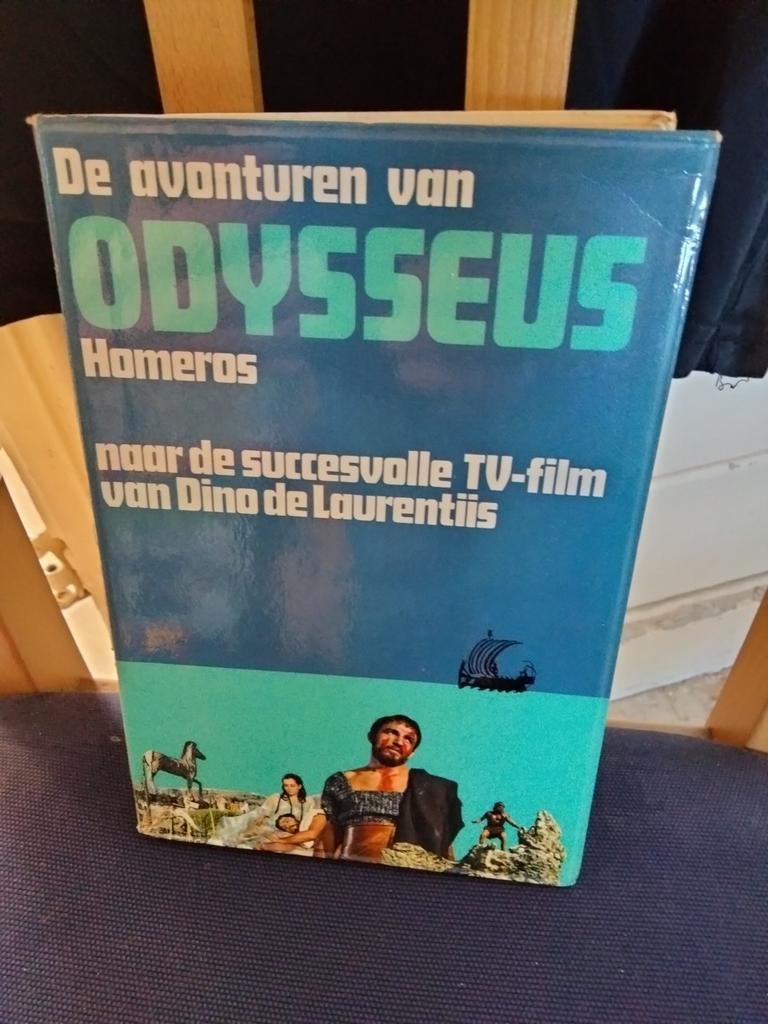 De avonturen van
ODYSSEUS
Homeros
naar de succesvolle TV-film
van Dino de Laurentiis